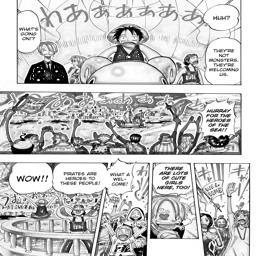 わあああああああ
HUH?
THEY'RE
NOT
MONSTERS.
THEY'RE
WELCOMING
US.
WHAT'S
GOING
ON?
HURRAY
FOR THE
HEROES
OF THE
SEA!!
THERE
ARE LOTS
OF CUTE
GIRLS
HERE, TOO!
WHAT A
WEL-
COME!
PIRATES ARE
HEROES TO
THESE PEOPLE!
WOW!!